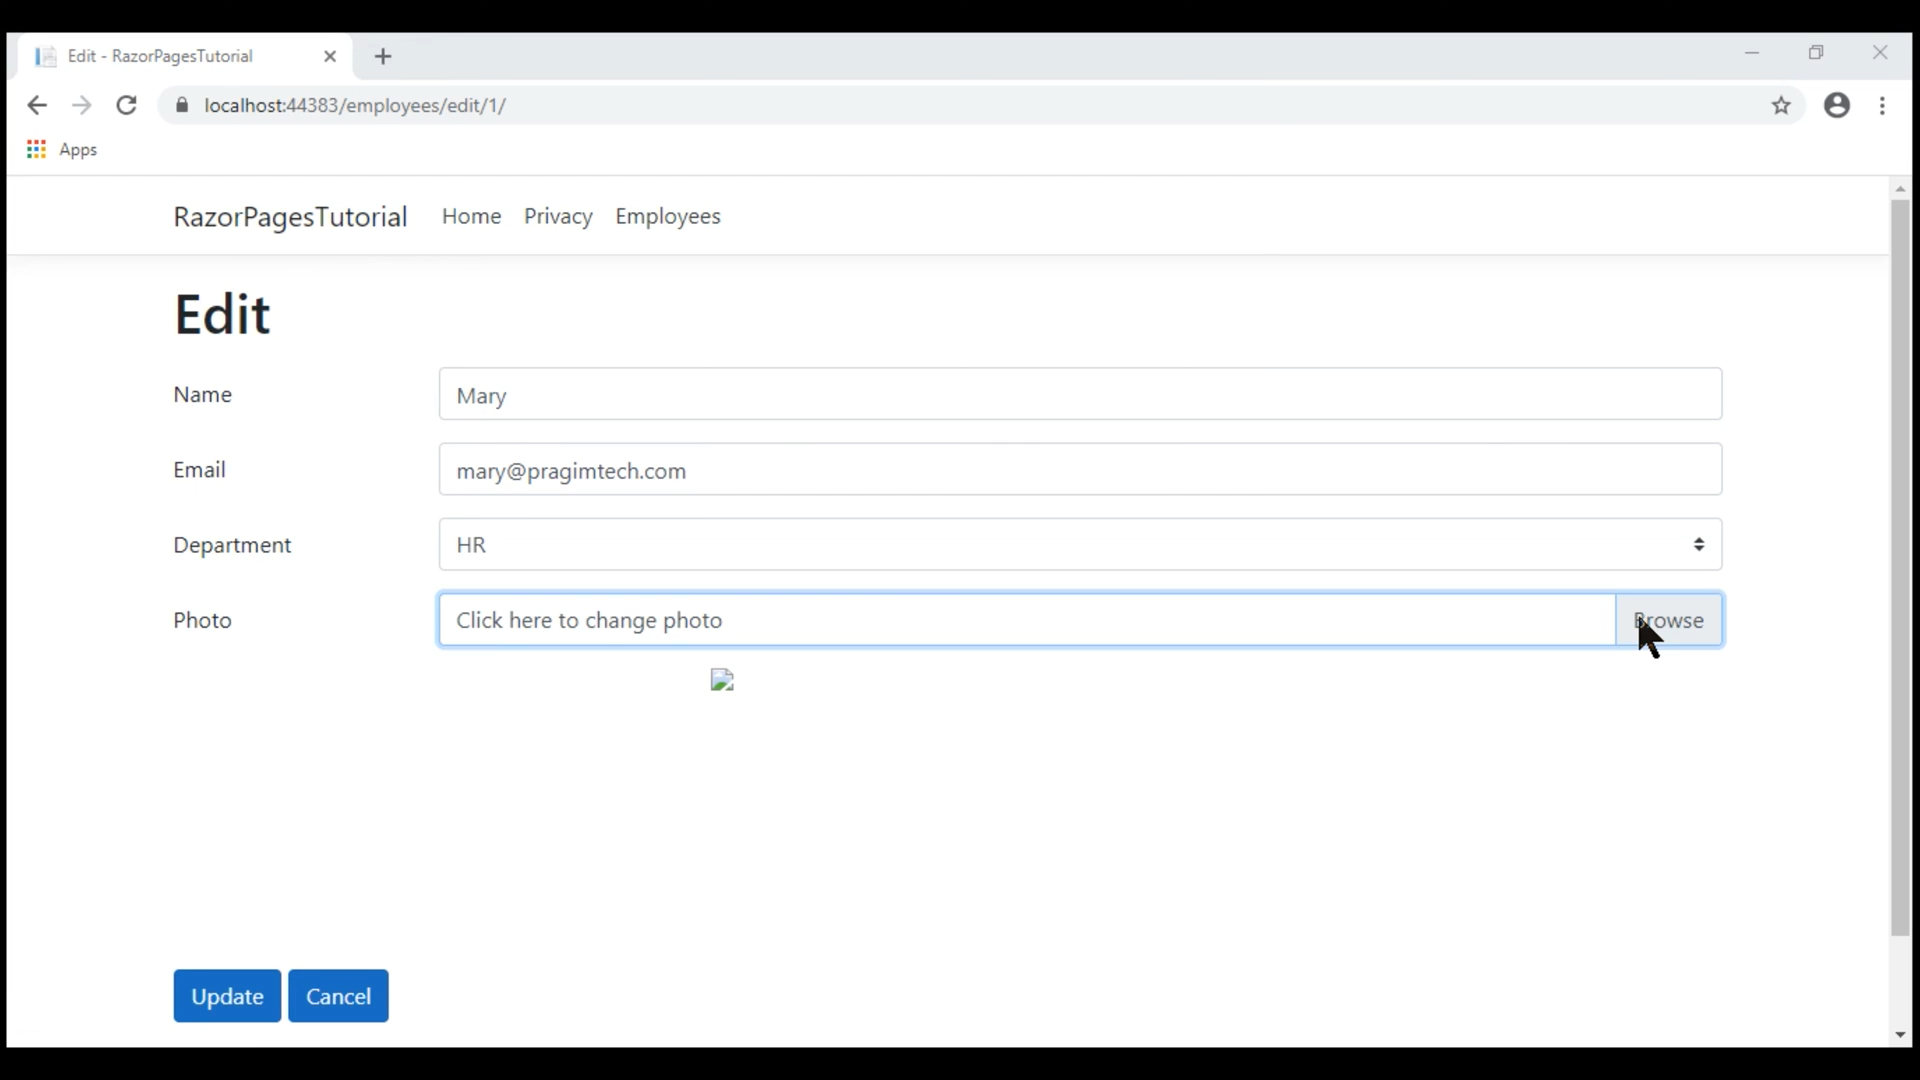 Edit - RazorPagesTutorial
localhost:44383/employees/edit/1/
Apps
RazorPagesTutorial Home Privacy Employees
Edit
Name Mary
Email mary@pragimtech.com
Department HR
Photo Click here to change photo Browse
Update Cancel